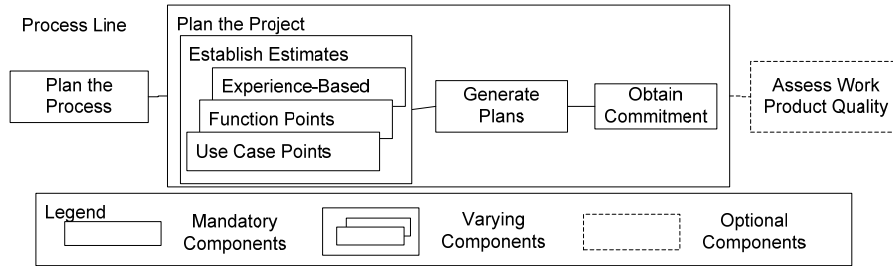 Process Line
Plan the Project
Plan the
Process
Establish Estimates
Experience-Based
Function Points
Use Case Points
Generate
Plans
Obtain
Commitment
Assess Work
Product Quality
Legend
Mandatory
Components
Varying
Components
Optional
Components